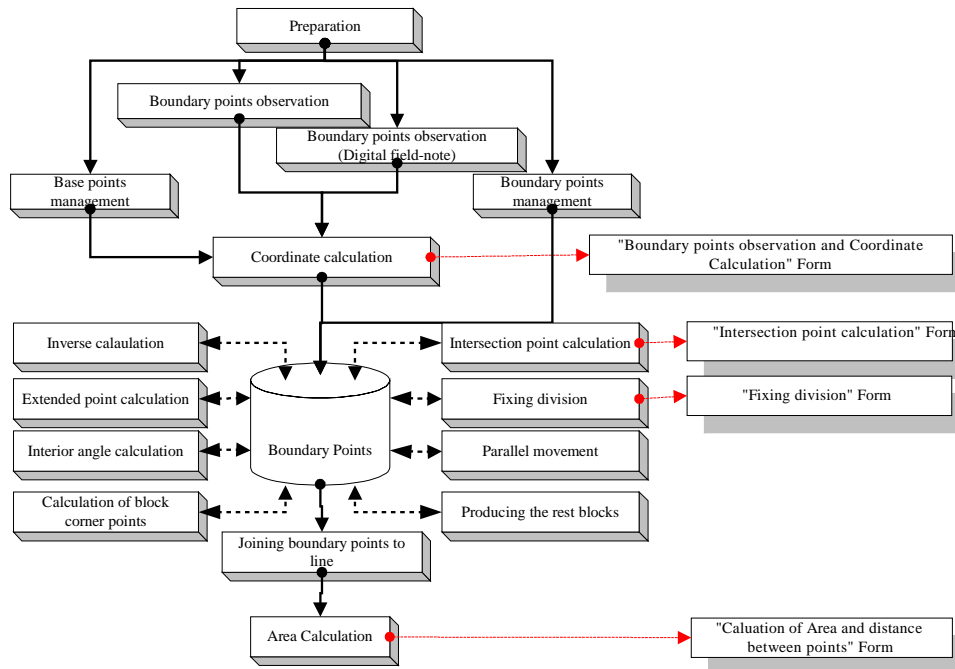 Preparation
Boundary points observation
Boundary points observation
(Digital field-note)
Base points
management
Boundary points
management
Coordinate calculation
"Boundary points observation and Coordinate
Calculation" Form
Inverse calaulation
Intersection point calculation
"Intersection point calculation" Form
Extended point calculation
Fixing division
"Fixing division" Form
Interior angle calculation
Boundary Points
Parallel movement
Calculation of block
corner points
Producing the rest blocks
Joining boundary points to
line
Area Calculation
"Caluation of Area and distance
between points" Form